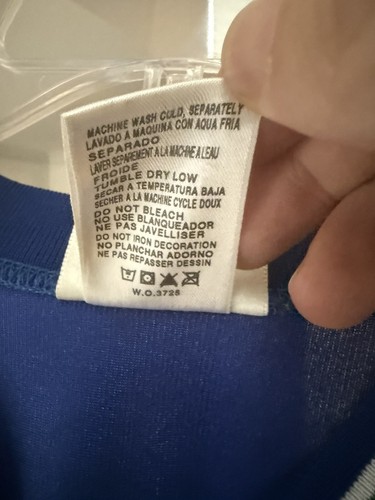 MACHINE WASH COLD, SEPARATELY
LAVADO A MAQUINA CON AQUA FRIA
SEPARADO
LAVER SEPAREMENT A LA MACHINE A L'EAU
FROIDE
TUMBLE DRY LOW
SECAR A TEMPERATURA BAJA
SECHER A LA MACHINE CYCLE DOUX
DO NOT BLEACH
NO USE BLANQUEADOR
NE PAS JAVELLISER
DO NOT IRON DECORATION
NO PLANCHAR ADORNO
NE PAS REPASSER DESSIN
W.O.3725